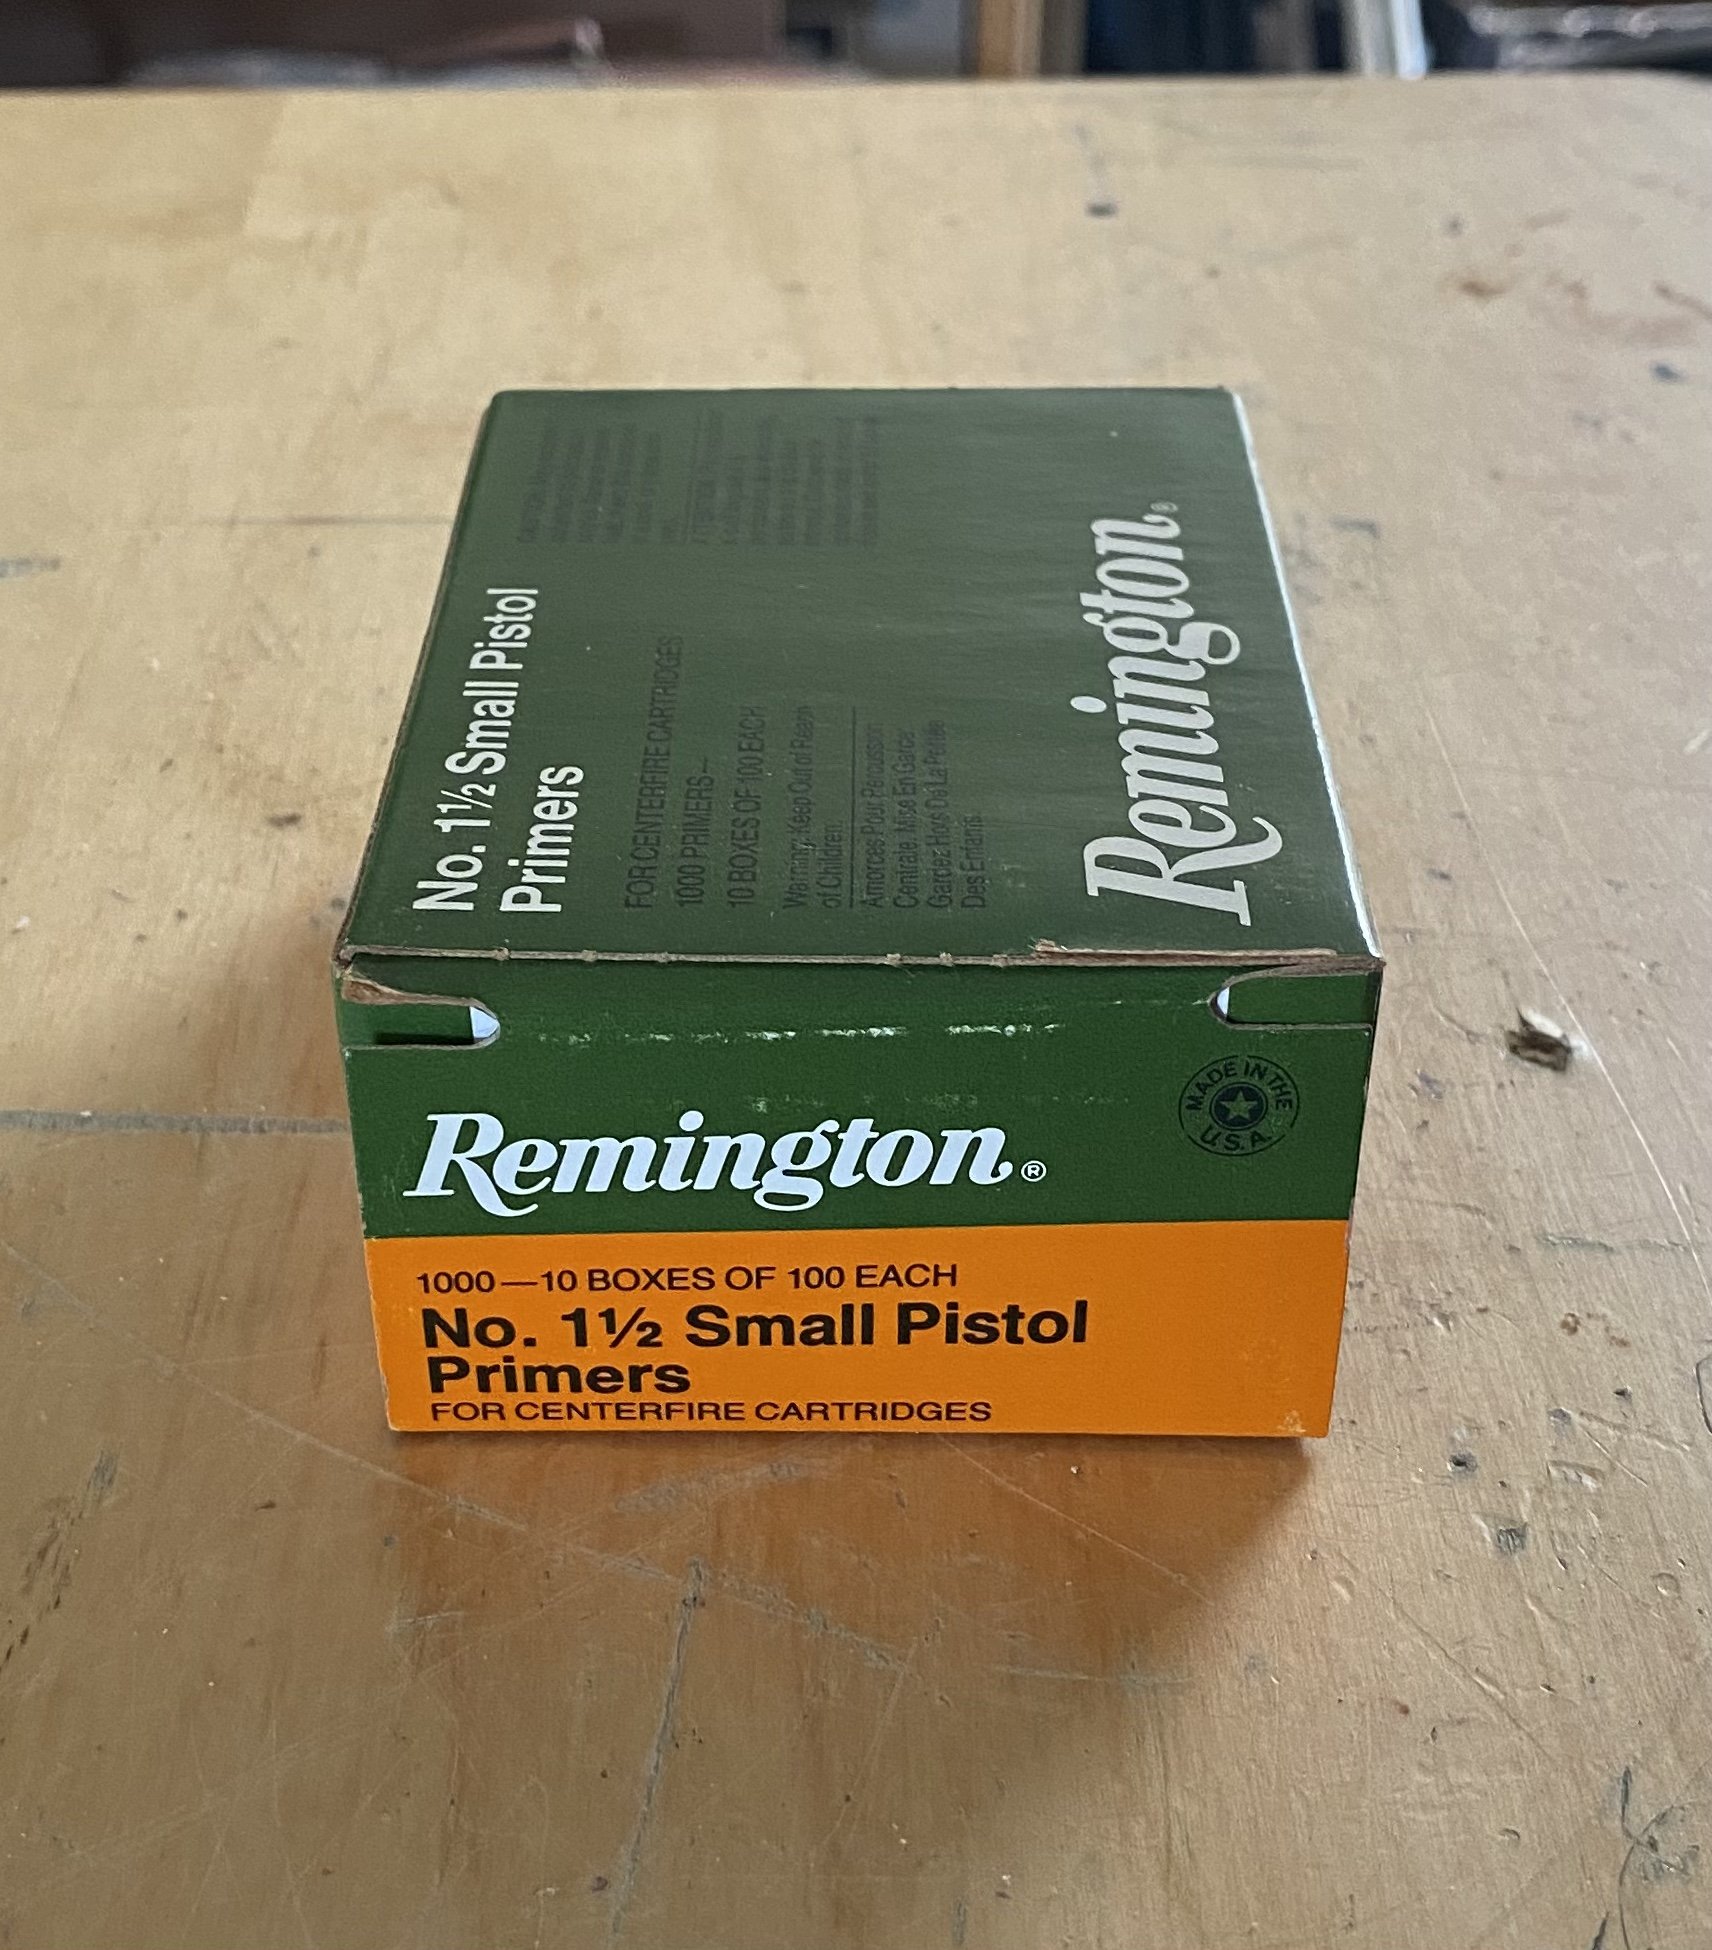 No. 1½ Small Pistol
Primers
FOR CENTERFIRE CARTRIDGES
1000 PRIMERS—
10 BOXES OF 100 EACH
Warning: Keep Out of Reach
of Children
Amorces Pour Percussion
Centrale. Mise En Garde:
Gardez Hors De La Portée
Des Enfants
Remington®
Remington®
MADE IN THE
U.S.A.
1000—10 BOXES OF 100 EACH
No. 1½ Small Pistol
Primers
FOR CENTERFIRE CARTRIDGES